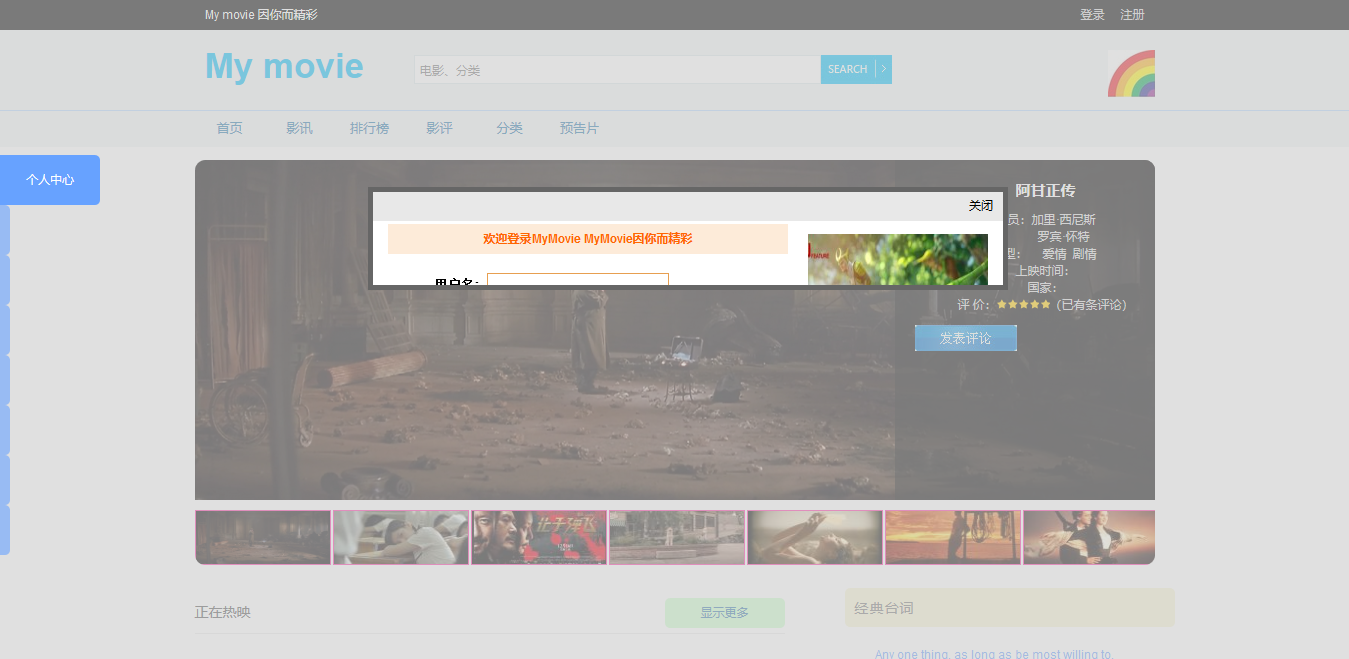 My movie 因你而精彩
登录 注册
My movie
电影、分类
SEARCH
首页 影讯 排行榜 影评 分类 预告片
个人中心
关闭
欢迎登录MyMovie MyMovie因你而精彩
FEATURE
用户名:
阿甘正传
员：加里·西尼斯
罗宾·怀特
型： 爱情 剧情
上映时间：
国家：
评 价：★★★★★ (已有条评论)
发表评论
让子弹飞
正在热映
显示更多
经典台词
Any one thing, as long as be most willing to,